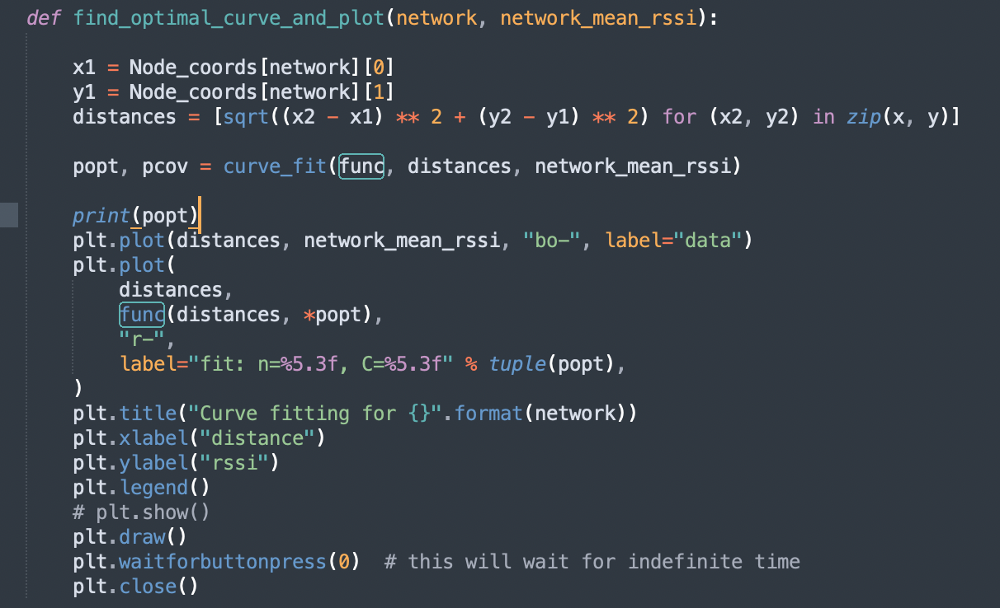 def find_optimal_curve_and_plot(network, network_mean_rssi):
x1 = Node_coords[network][0]
y1 = Node_coords[network][1]
distances = [sqrt((x2 - x1) ** 2 + (y2 - y1) ** 2) for (x2, y2) in zip(x, y)]
popt, pcov = curve_fit(func, distances, network_mean_rssi)
print(popt)
plt.plot(distances, network_mean_rssi, "bo-", label="data")
plt.plot(
distances,
func(distances, *popt),
"r-",
label="fit: n=%5.3f, C=%5.3f" % tuple(popt),
)
plt.title("Curve fitting for {}".format(network))
plt.xlabel("distance")
plt.ylabel("rssi")
plt.legend()
# plt.show()
plt.draw()
plt.waitforbuttonpress(0)  # this will wait for indefinite time
plt.close()